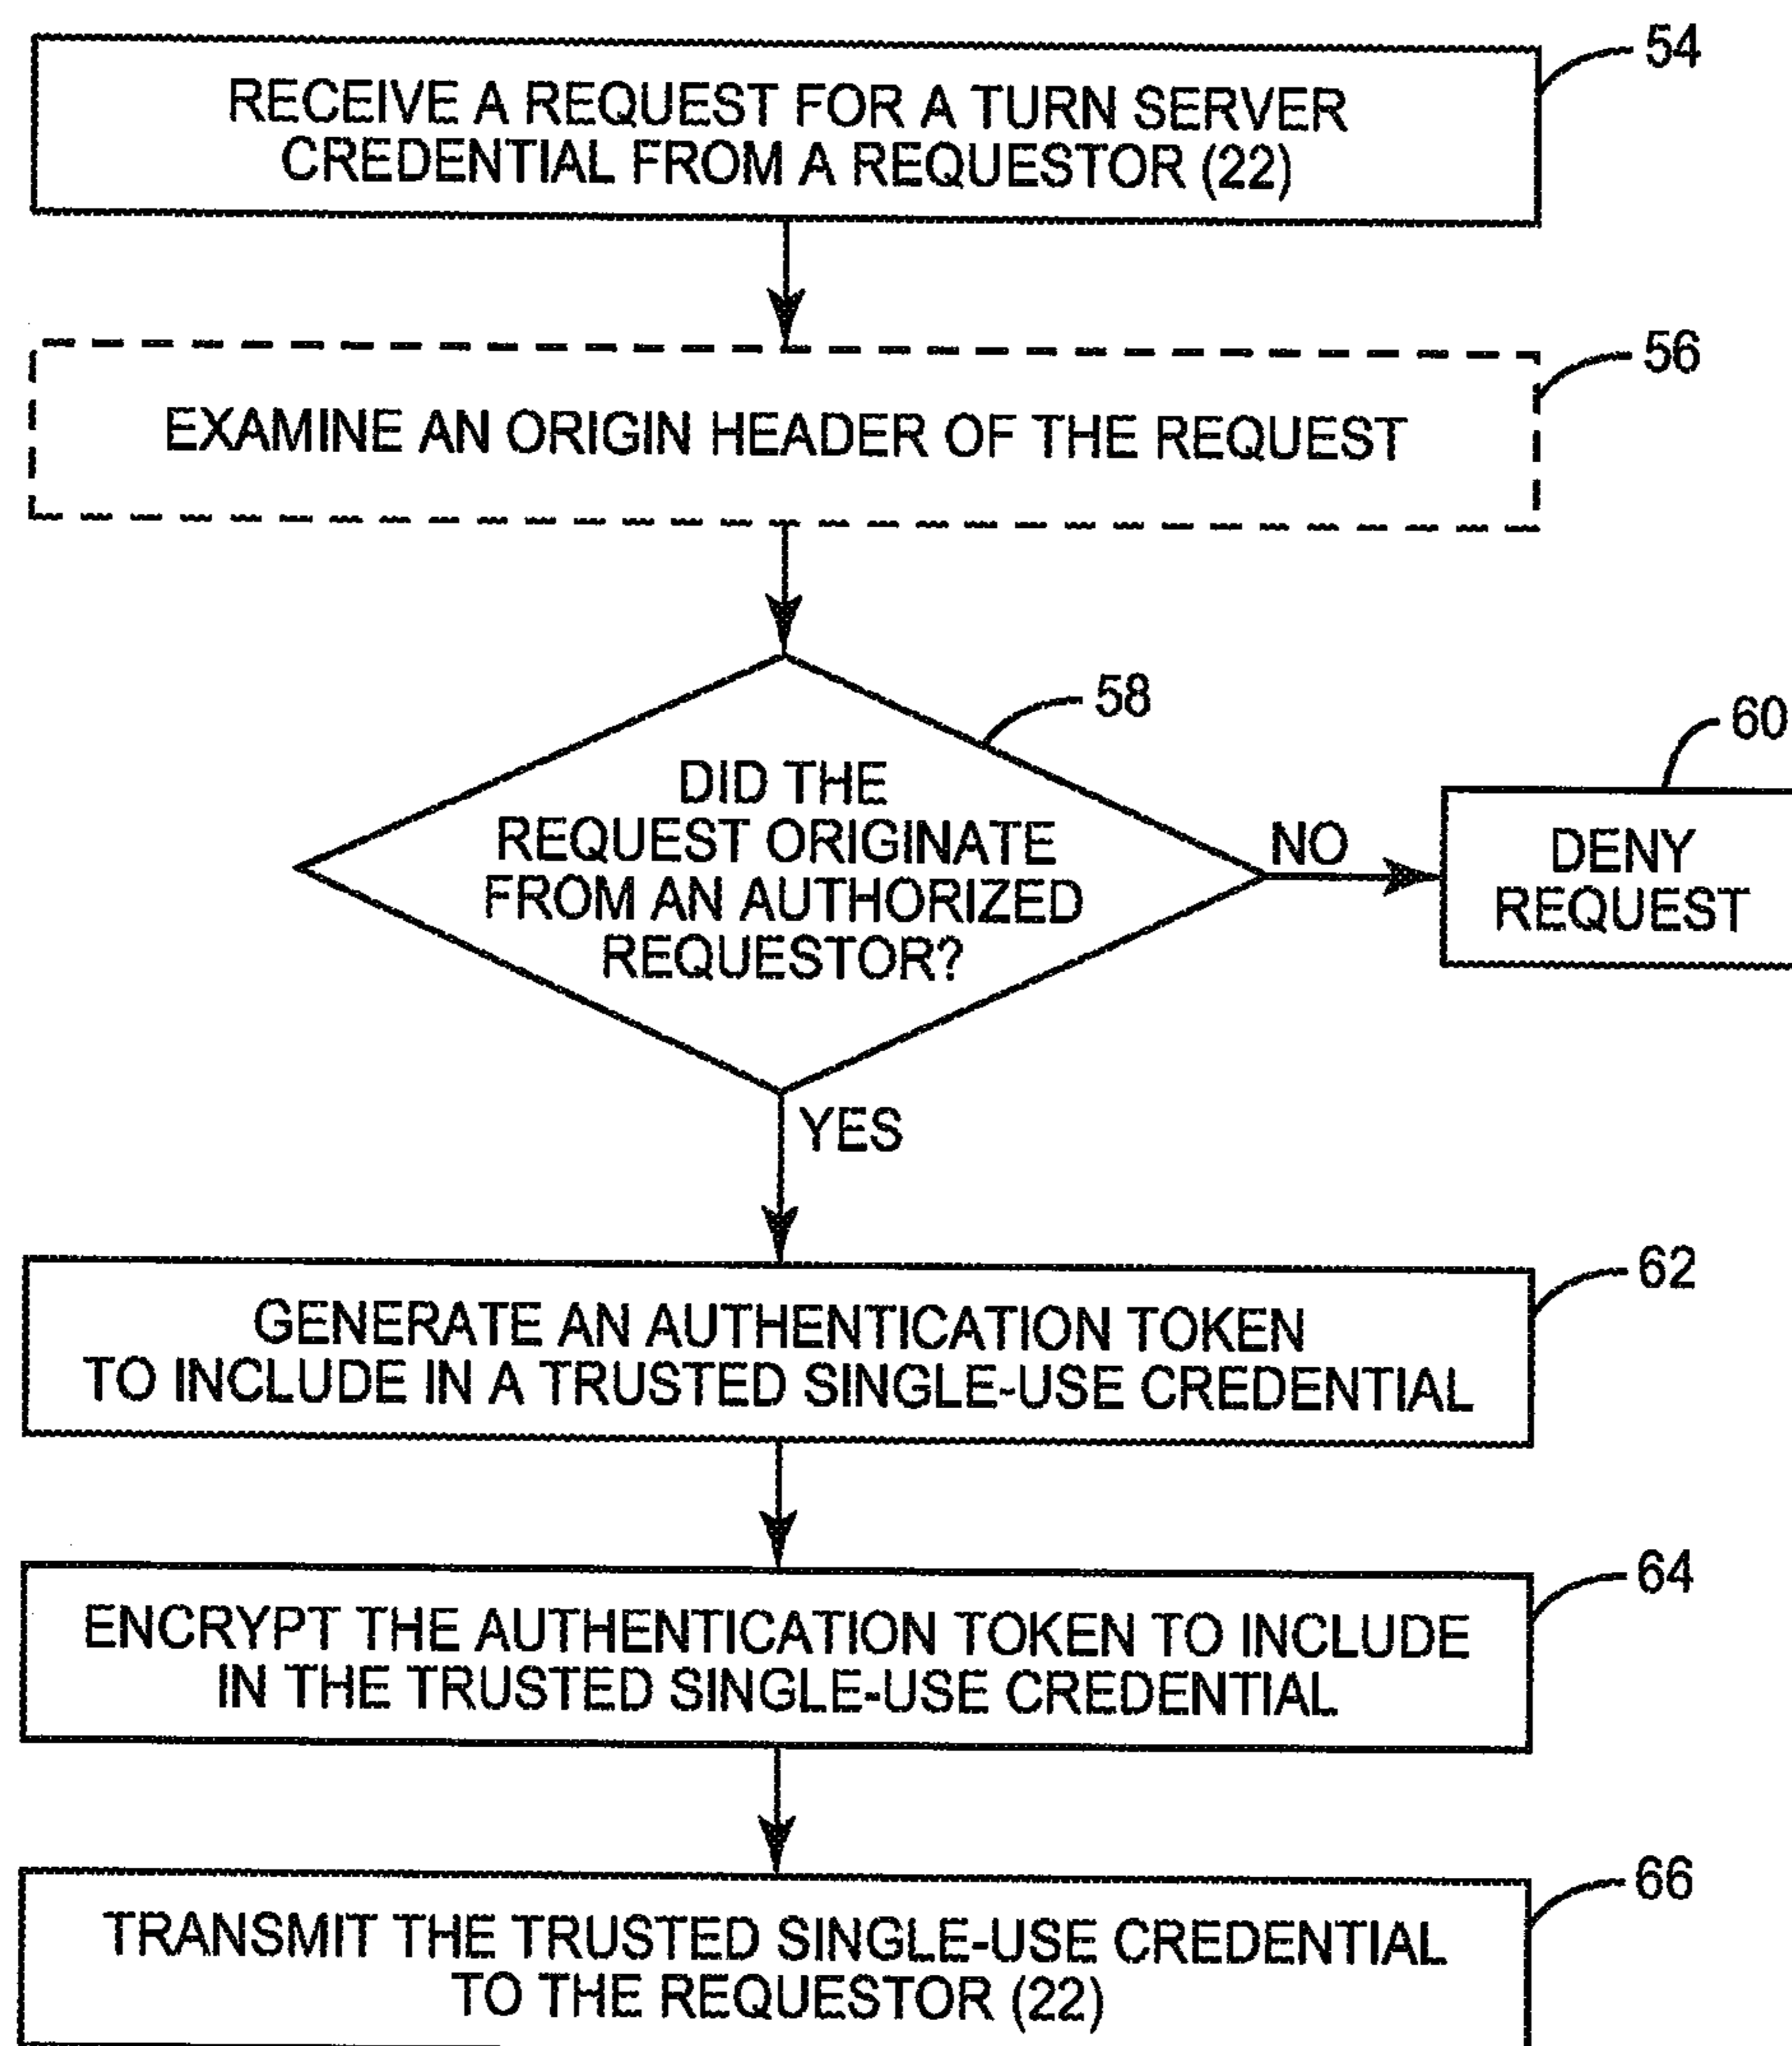 54
RECEIVE A REQUEST FOR A TURN SERVER
CREDENTIAL FROM A REQUESTOR (22)
56
EXAMINE AN ORIGIN HEADER OF THE REQUEST
58
DID THE
REQUEST ORIGINATE
FROM AN AUTHORIZED
REQUESTOR?
NO
60
DENY
REQUEST
YES
62
GENERATE AN AUTHENTICATION TOKEN
TO INCLUDE IN A TRUSTED SINGLE-USE CREDENTIAL
64
ENCRYPT THE AUTHENTICATION TOKEN TO INCLUDE
IN THE TRUSTED SINGLE-USE CREDENTIAL
66
TRANSMIT THE TRUSTED SINGLE-USE CREDENTIAL
TO THE REQUESTOR (22)